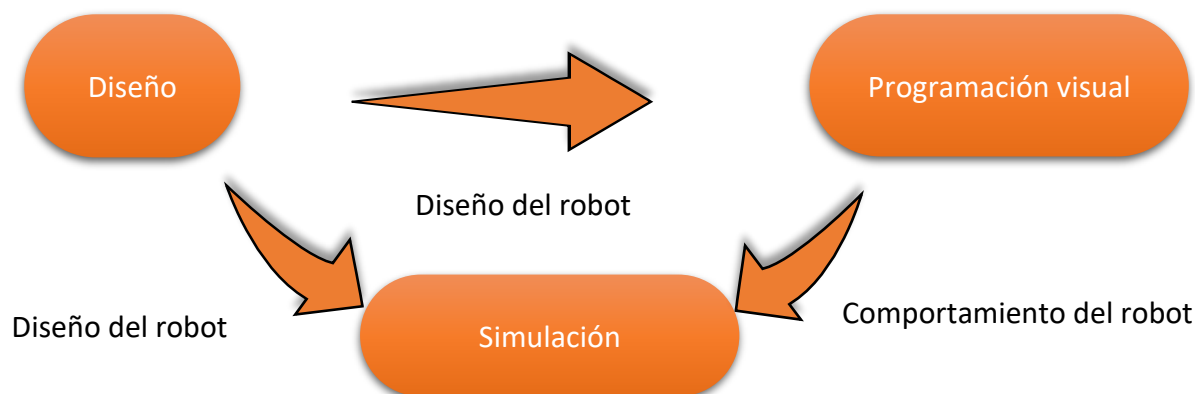 Diseño
Programación visual
Diseño del robot
Diseño del robot
Simulación
Comportamiento del robot